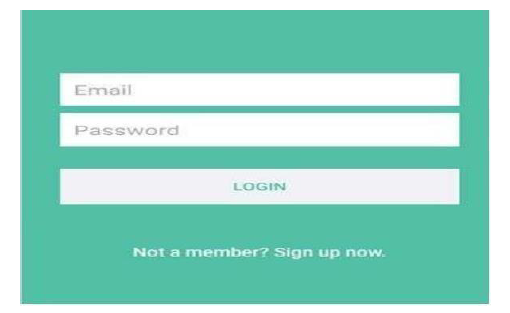 Email
Password
LOGIN
Not a member? Sign up now.